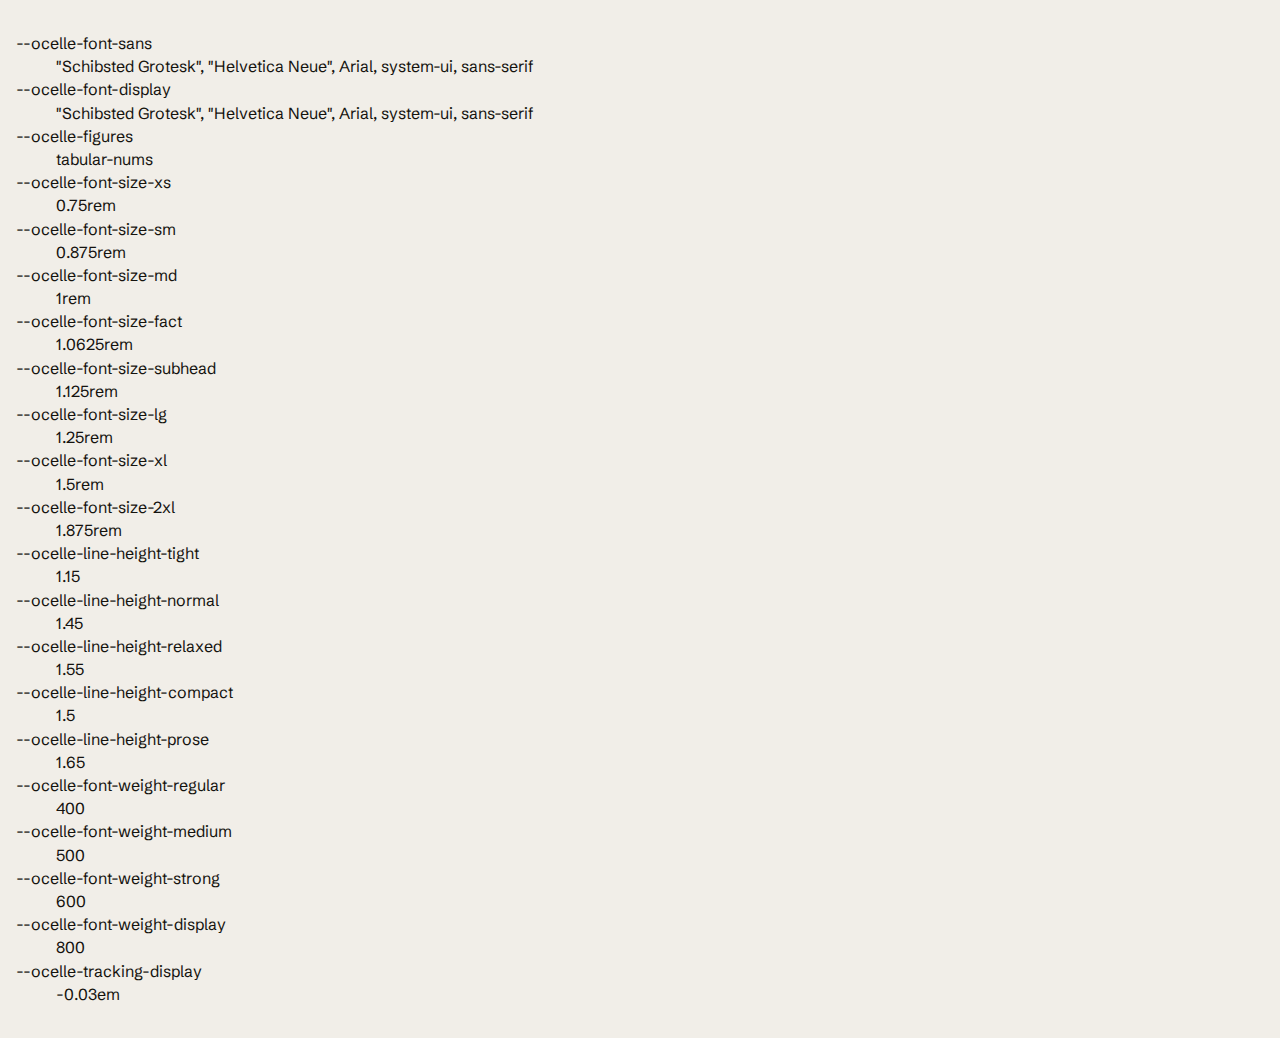 --ocelle-font-sans
"Schibsted Grotesk", "Helvetica Neue", Arial, system-ui, sans-serif
--ocelle-font-display
"Schibsted Grotesk", "Helvetica Neue", Arial, system-ui, sans-serif
--ocelle-figures
tabular-nums
--ocelle-font-size-xs
0.75rem
--ocelle-font-size-sm
0.875rem
--ocelle-font-size-md
1rem
--ocelle-font-size-fact
1.0625rem
--ocelle-font-size-subhead
1.125rem
--ocelle-font-size-lg
1.25rem
--ocelle-font-size-xl
1.5rem
--ocelle-font-size-2xl
1.875rem
--ocelle-line-height-tight
1.15
--ocelle-line-height-normal
1.45
--ocelle-line-height-relaxed
1.55
--ocelle-line-height-compact
1.5
--ocelle-line-height-prose
1.65
--ocelle-font-weight-regular
400
--ocelle-font-weight-medium
500
--ocelle-font-weight-strong
600
--ocelle-font-weight-display
800
--ocelle-tracking-display
-0.03em